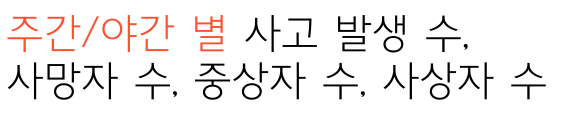 주간/야간 별 사고 발생 수,
사망자 수, 중상자 수, 사상자 수